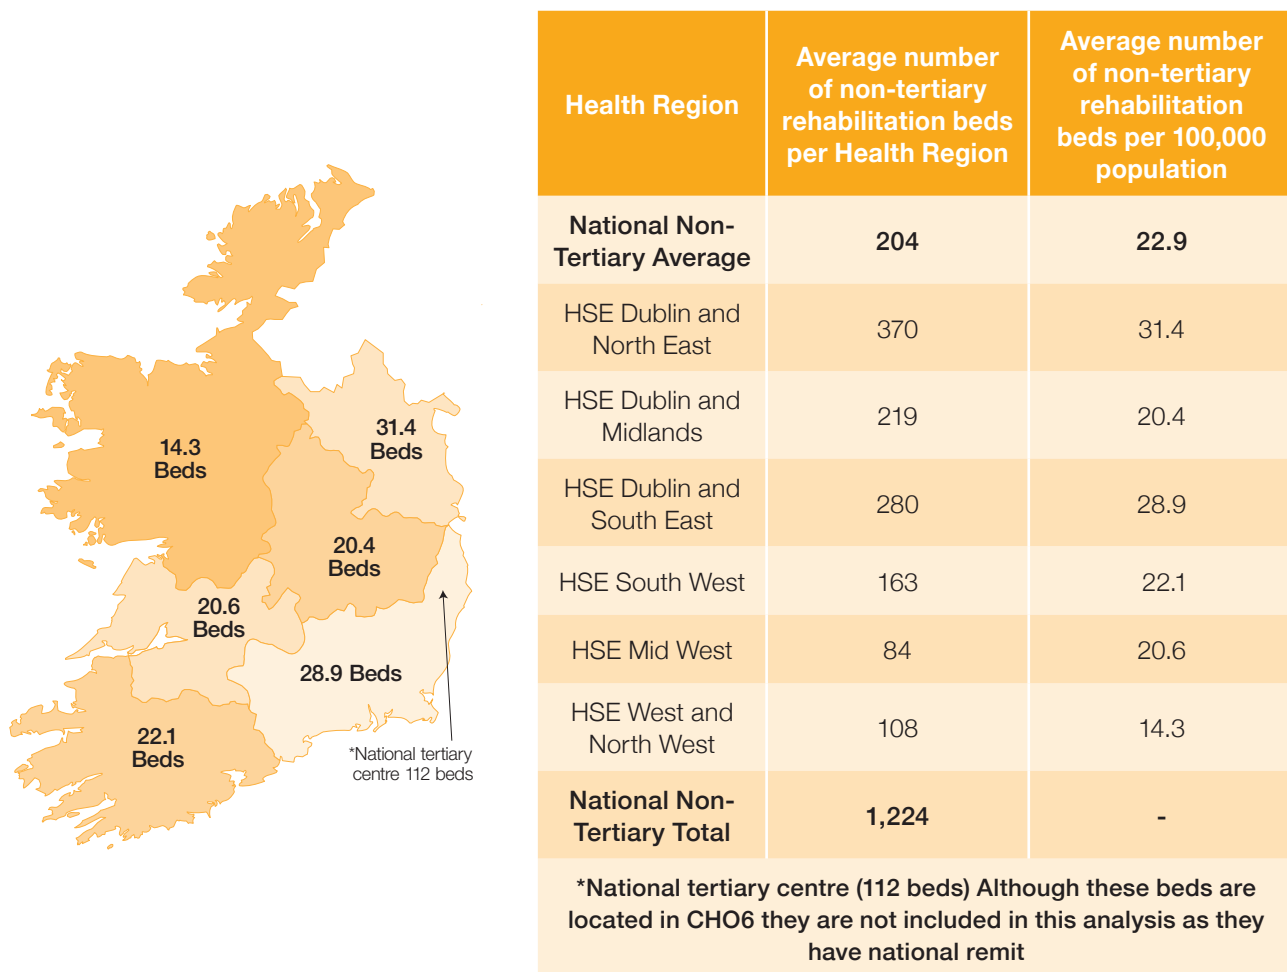 31.4
Beds
14.3
Beds
20.4
Beds
20.6
Beds
28.9 Beds
22.1
Beds
*National tertiary
centre 112 beds
Health Region
Average number
of non-tertiary
rehabilitation beds
per Health Region
Average number
of non-tertiary
rehabilitation
beds per 100,000
population
National Non-
Tertiary Average
204
22.9
HSE Dublin and
North East
370
31.4
HSE Dublin and
Midlands
219
20.4
HSE Dublin and
South East
280
28.9
HSE South West
163
22.1
HSE Mid West
84
20.6
HSE West and
North West
108
14.3
National Non-
Tertiary Total
1,224
-
*National tertiary centre (112 beds) Although these beds are
located in CHO6 they are not included in this analysis as they
have national remit